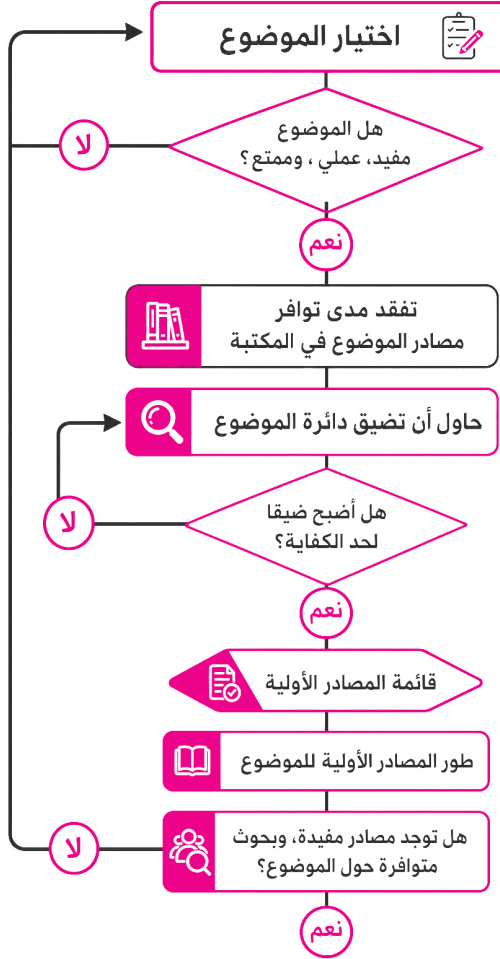 اختيار الموضوع
هل الموضوع
مفيد، عملي ، وممتع؟
لا
نعم
تفقد مدى توافر
مصادر الموضوع في المكتبة
حاول أن تضيق دائرة الموضوع
هل أضبح ضيقا
لحد الكفاية؟
لا
نعم
قائمة المصادر الأولية
طور المصادر الأولية للموضوع
هل توجد مصادر مفيدة، وبحوث
متوافرة حول الموضوع؟
لا
نعم